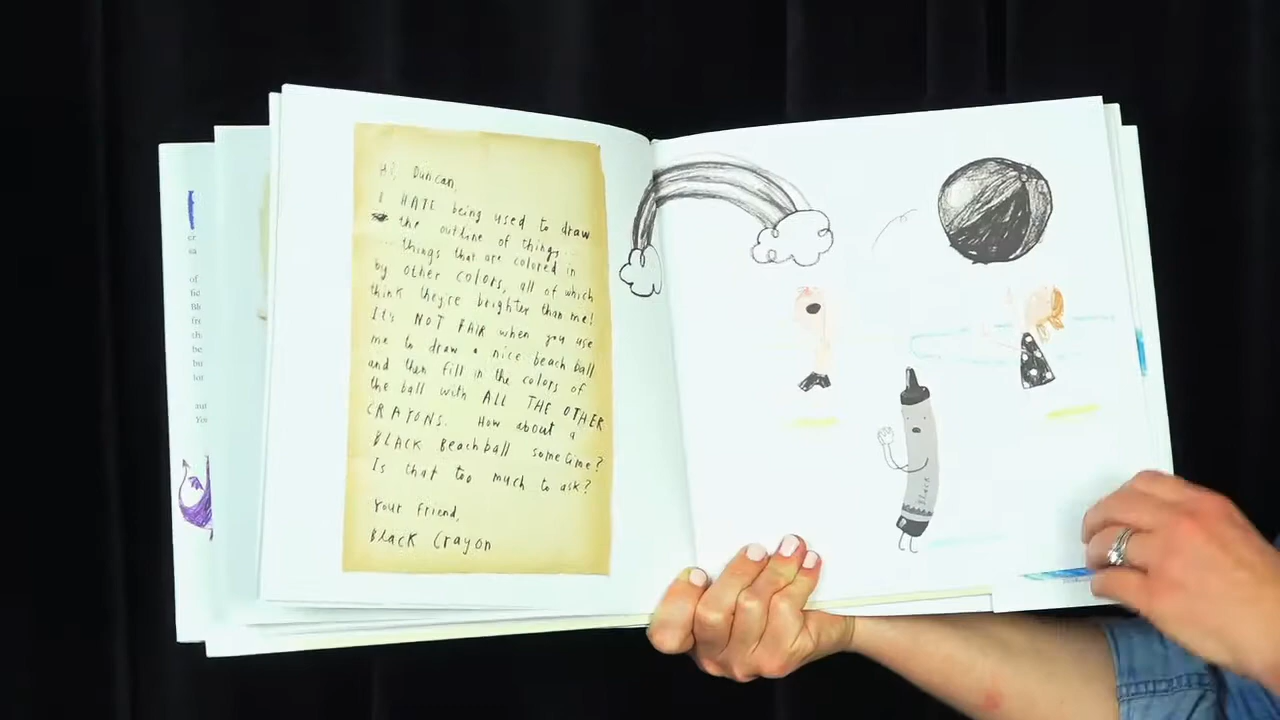 Hi, Duncan,
I HATE being used to draw
the outline of things...
...things that are colored in
by other colors, all of which
think they're brighter than me!
It's NOT FAIR when you use
me to draw a nice beach ball
and then fill in the colors of
the ball with ALL THE OTHER
CRAYONS. How about a
BLACK Beachball sometime?
Is that too much to ask?
Your friend,
Black Crayon
Black